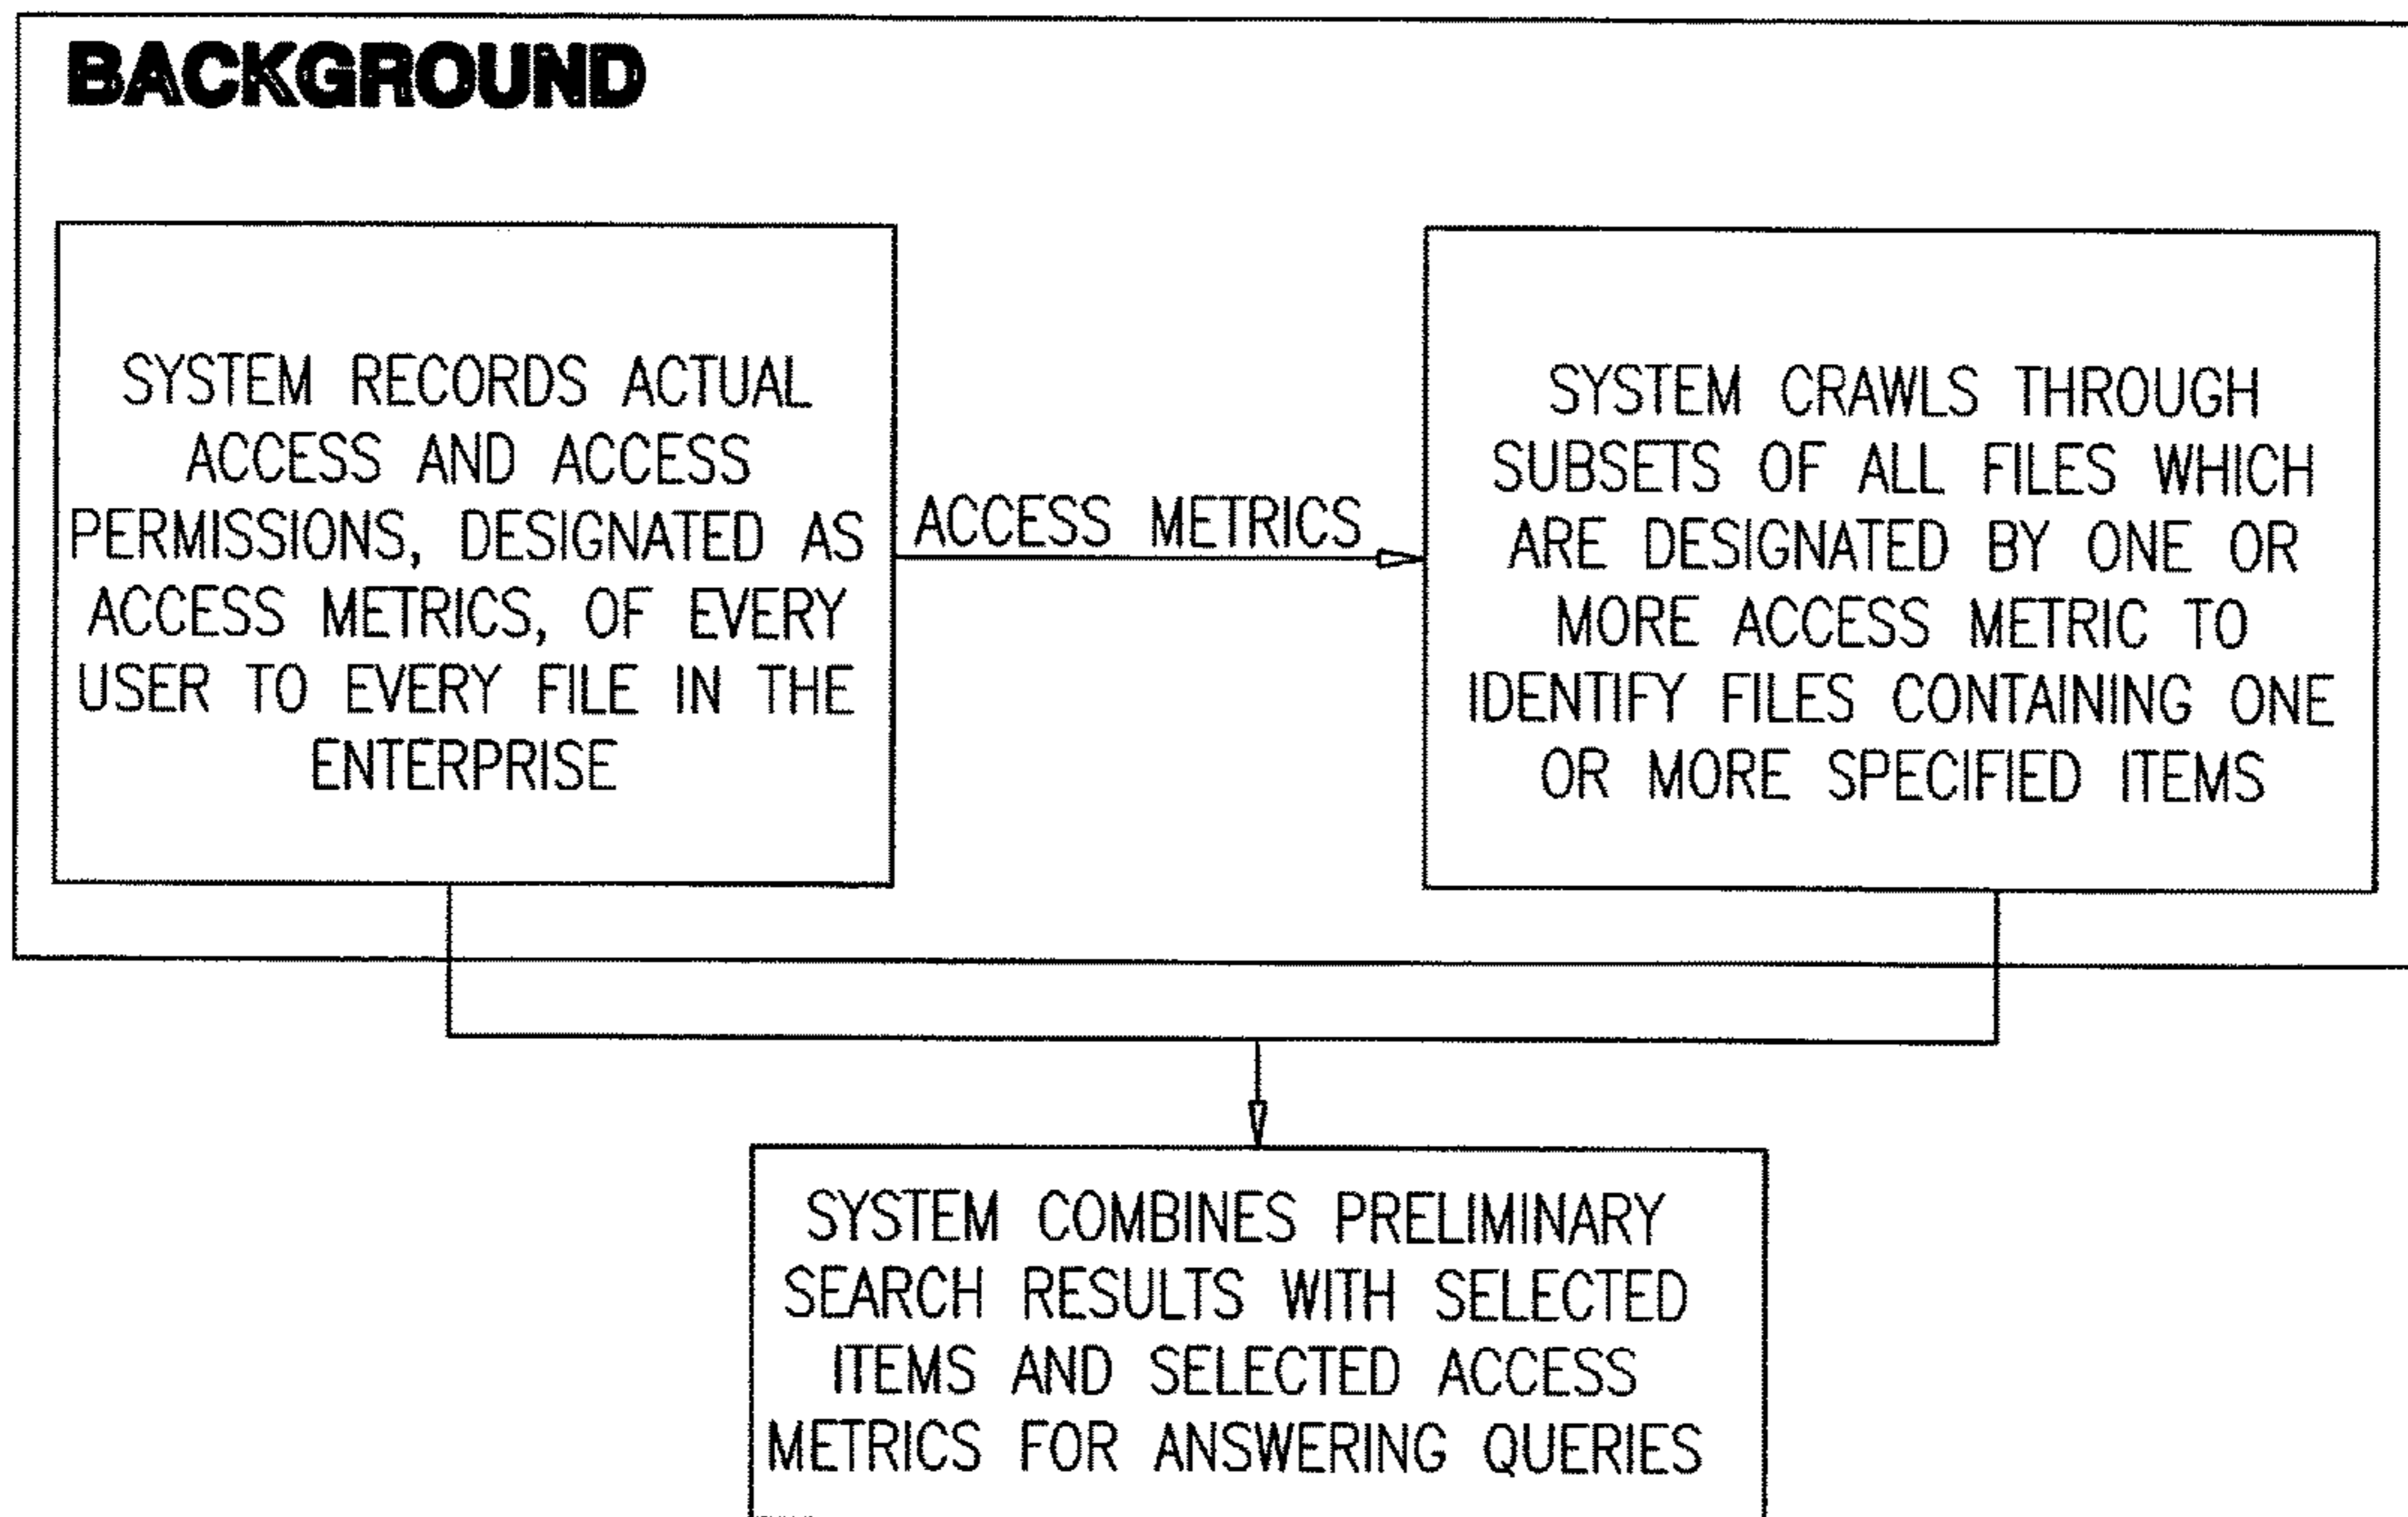 BACKGROUND
SYSTEM RECORDS ACTUAL
ACCESS AND ACCESS
PERMISSIONS, DESIGNATED AS
ACCESS METRICS, OF EVERY
USER TO EVERY FILE IN THE
ENTERPRISE
ACCESS METRICS
SYSTEM CRAWLS THROUGH
SUBSETS OF ALL FILES WHICH
ARE DESIGNATED BY ONE OR
MORE ACCESS METRIC TO
IDENTIFY FILES CONTAINING ONE
OR MORE SPECIFIED ITEMS
SYSTEM COMBINES PRELIMINARY
SEARCH RESULTS WITH SELECTED
ITEMS AND SELECTED ACCESS
METRICS FOR ANSWERING QUERIES